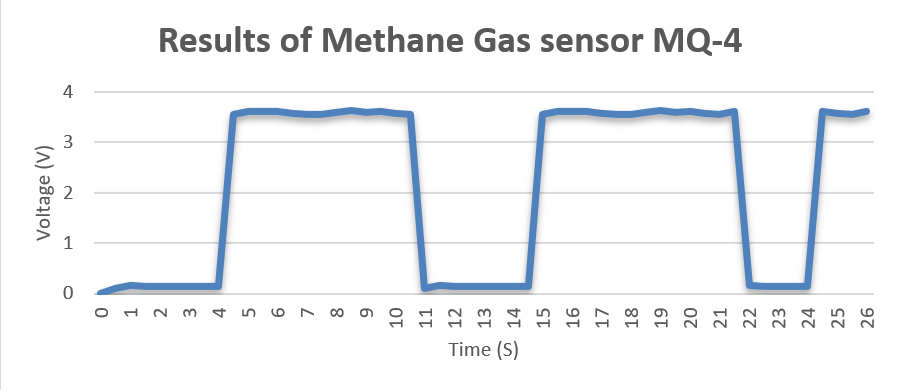 Results of Methane Gas sensor MQ-4
4
3
2
1
0
Voltage (V)
0 1 2 3 4 5 6 7 8 9 10 11 12 13 14 15 16 17 18 19 20 21 22 23 24 25 26
Time (S)